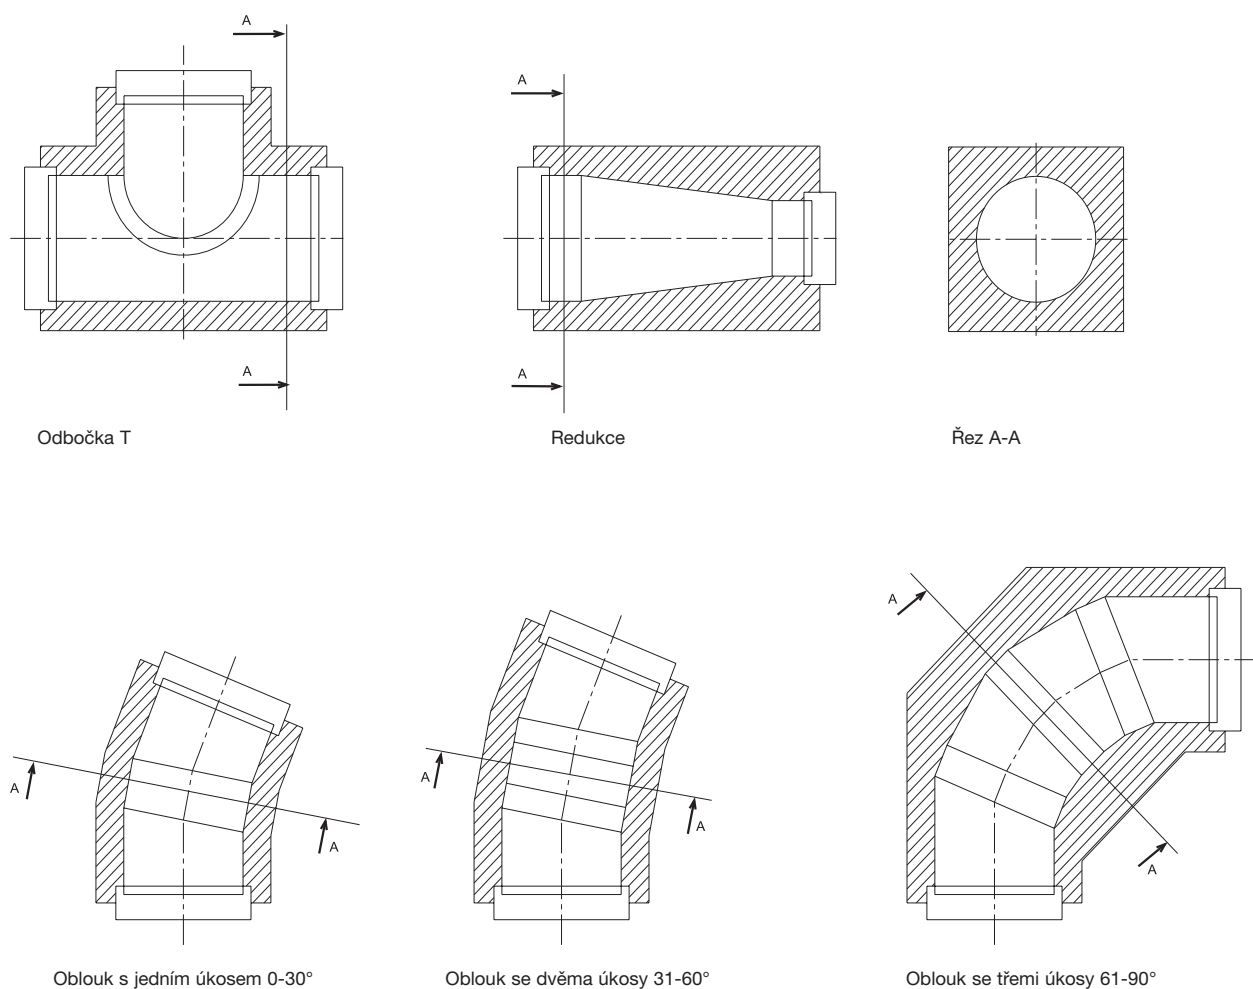 A
A
A
A
Odbočka T
Redukce
Řez A-A
A
A
A
A
A
A
Oblouk s jedním úkosem 0-30°
Oblouk se dvěma úkosy 31-60°
Oblouk se třemi úkosy 61-90°